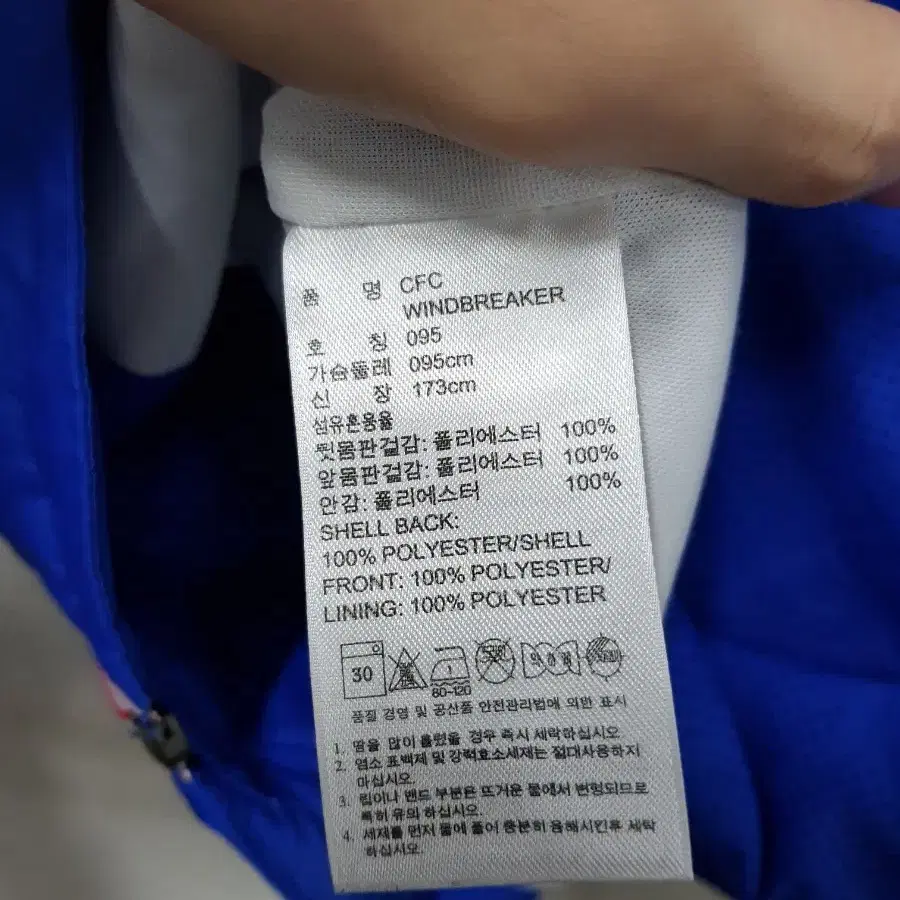 품 명 CFC
WINDBREAKER
호 칭 095
가슴둘레 095cm
신 장 173cm
섬유혼용율
뒷몸판겉감: 폴리에스터 100%
앞몸판겉감: 폴리에스터 100%
안감: 폴리에스터 100%
SHELL BACK:
100% POLYESTER/SHELL
FRONT: 100% POLYESTER/
LINING: 100% POLYESTER
30
60-120
품질 경영 및 공산품 안전관리법에 의한 표시
1. 땀을 많이 흘렸을 경우 즉시 세탁하십시오.
2. 염소 표백제 및 강력효소세제는 절대사용하지
마십시오.
3. 립이나 밴드 부분은 뜨거운 물에서 변형되므로
특히 유의 하십시오.
4. 세제를 먼저 물에 풀어 충분히 용해시킨후 세탁
하십시오.